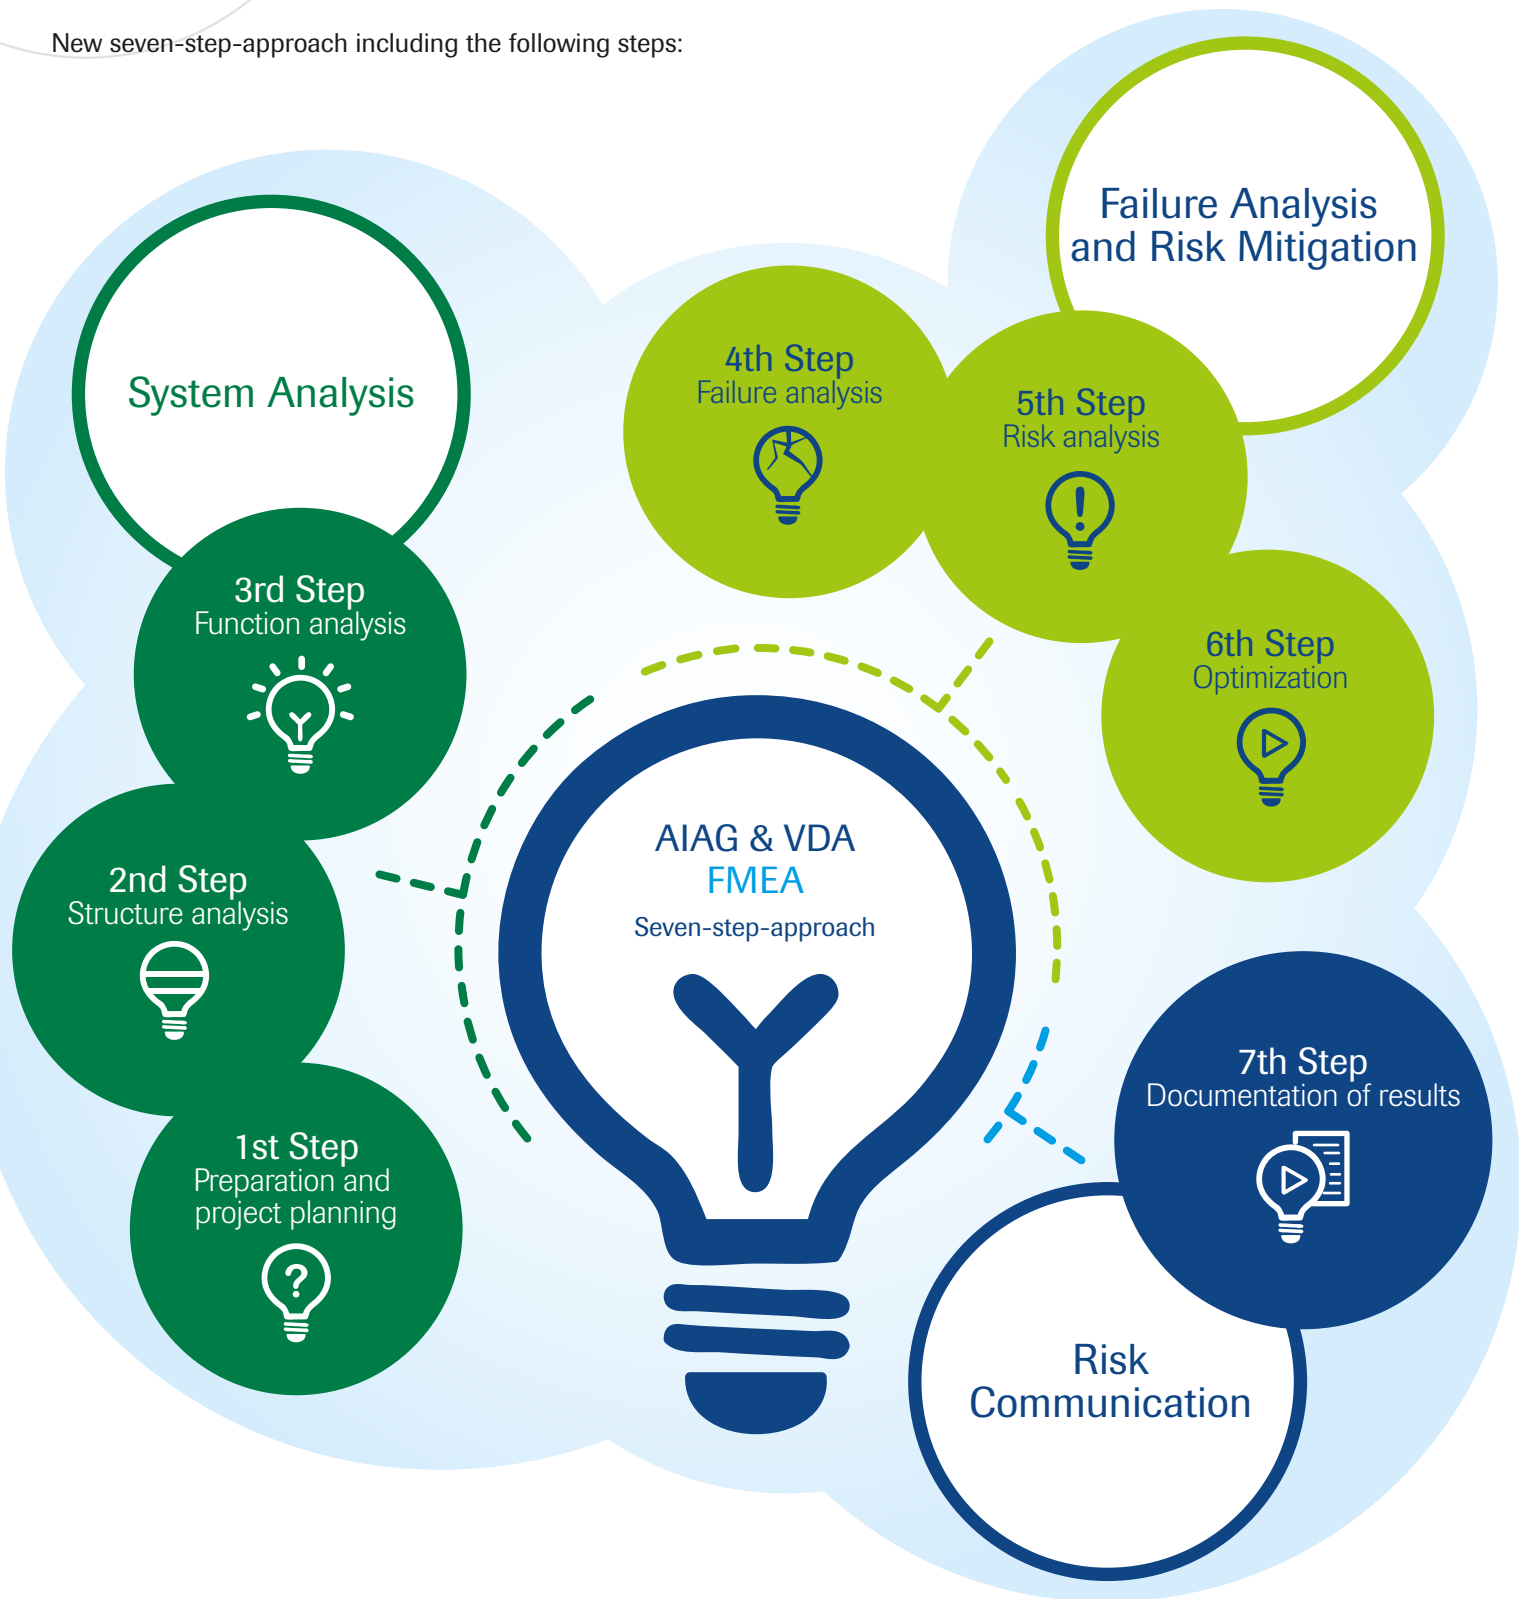 New seven-step-approach including the following steps:
System Analysis
3rd Step
Function analysis
2nd Step
Structure analysis
1st Step
Preparation and
project planning
?
Failure Analysis
and Risk Mitigation
4th Step
Failure analysis
5th Step
Risk analysis
!
6th Step
Optimization
AIAG & VDA
FMEA
Seven-step-approach
7th Step
Documentation of results
Risk
Communication